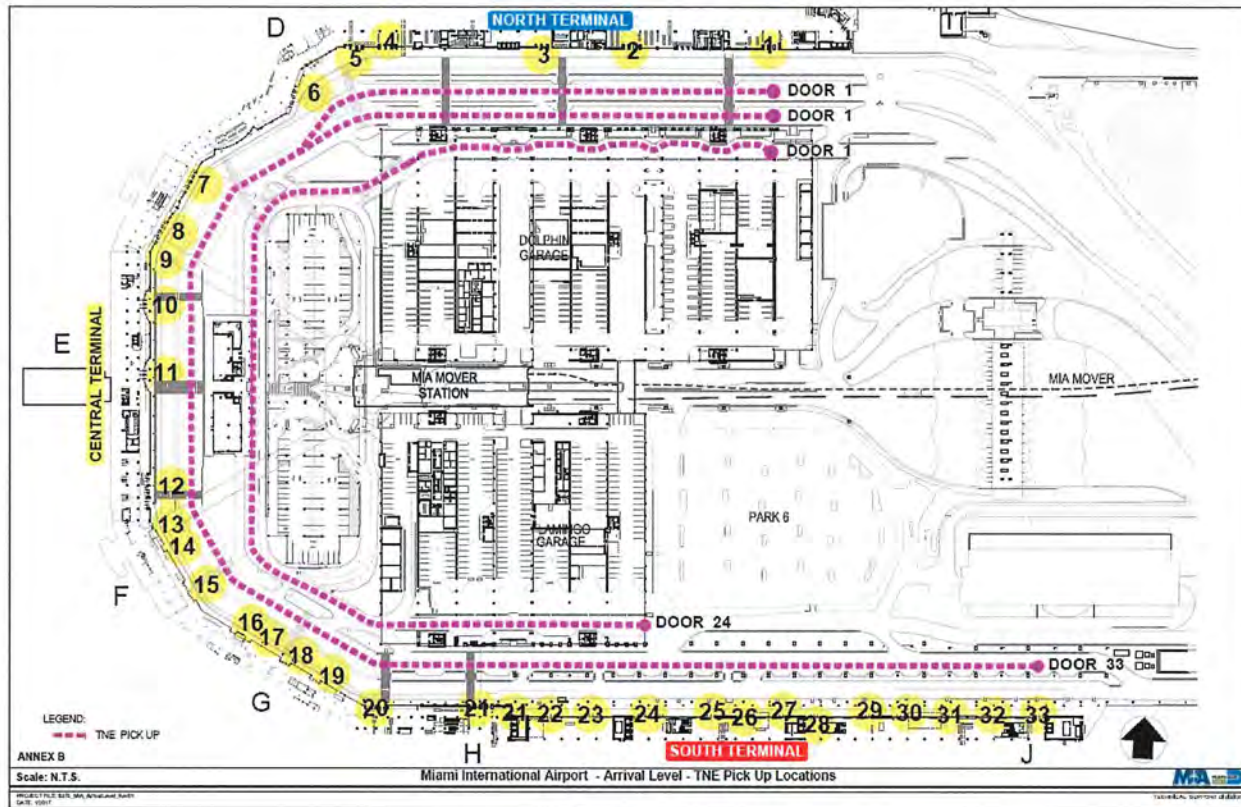 NORTH TERMINAL
D
4
5
3
2
1
6
DOOR 1
DOOR 1
DOOR 1
7
8
9
10
11
12
13
14
15
16
17
18
19
DOLPHIN
GARAGE
E
CENTRAL TERMINAL
MIA MOVER
STATION
MIA MOVER
PARK 6
FLAMINGO
GARAGE
F
DOOR 24
DOOR 33
G
20
21
21
22
23
24
25
26
27
28
29
30
31
32
33
H
SOUTH TERMINAL
J
LEGEND:
TNE PICK UP
ANNEX B
Scale: N.T.S.
Miami International Airport - Arrival Level - TNE Pick Up Locations